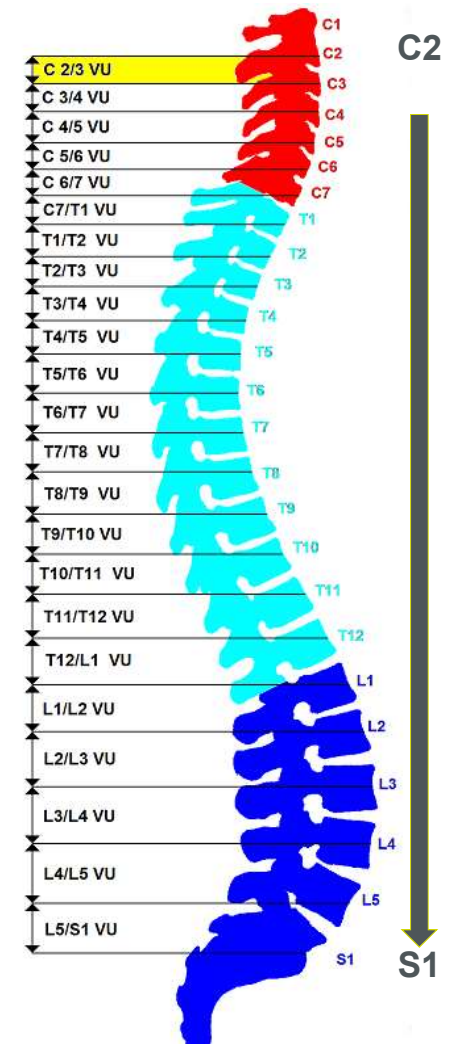 C1
C2
C2
C 2/3 VU
C3
C 3/4 VU
C4
C 4/5 VU
C5
C 5/6 VU
C6
C 6/7 VU
C7
C7/T1 VU
T1
T1/T2 VU
T2
T2/T3 VU
T3
T3/T4 VU
T4
T4/T5 VU
T5
T5/T6 VU
T6
T6/T7 VU
T7
T7/T8 VU
T8
T8/T9 VU
T9
T9/T10 VU
T10
T10/T11 VU
T11
T11/T12 VU
T12
T12/L1 VU
L1
L1/L2 VU
L2
L2/L3 VU
L3
L3/L4 VU
L4
L4/L5 VU
L5
L5/S1 VU
S1
S1